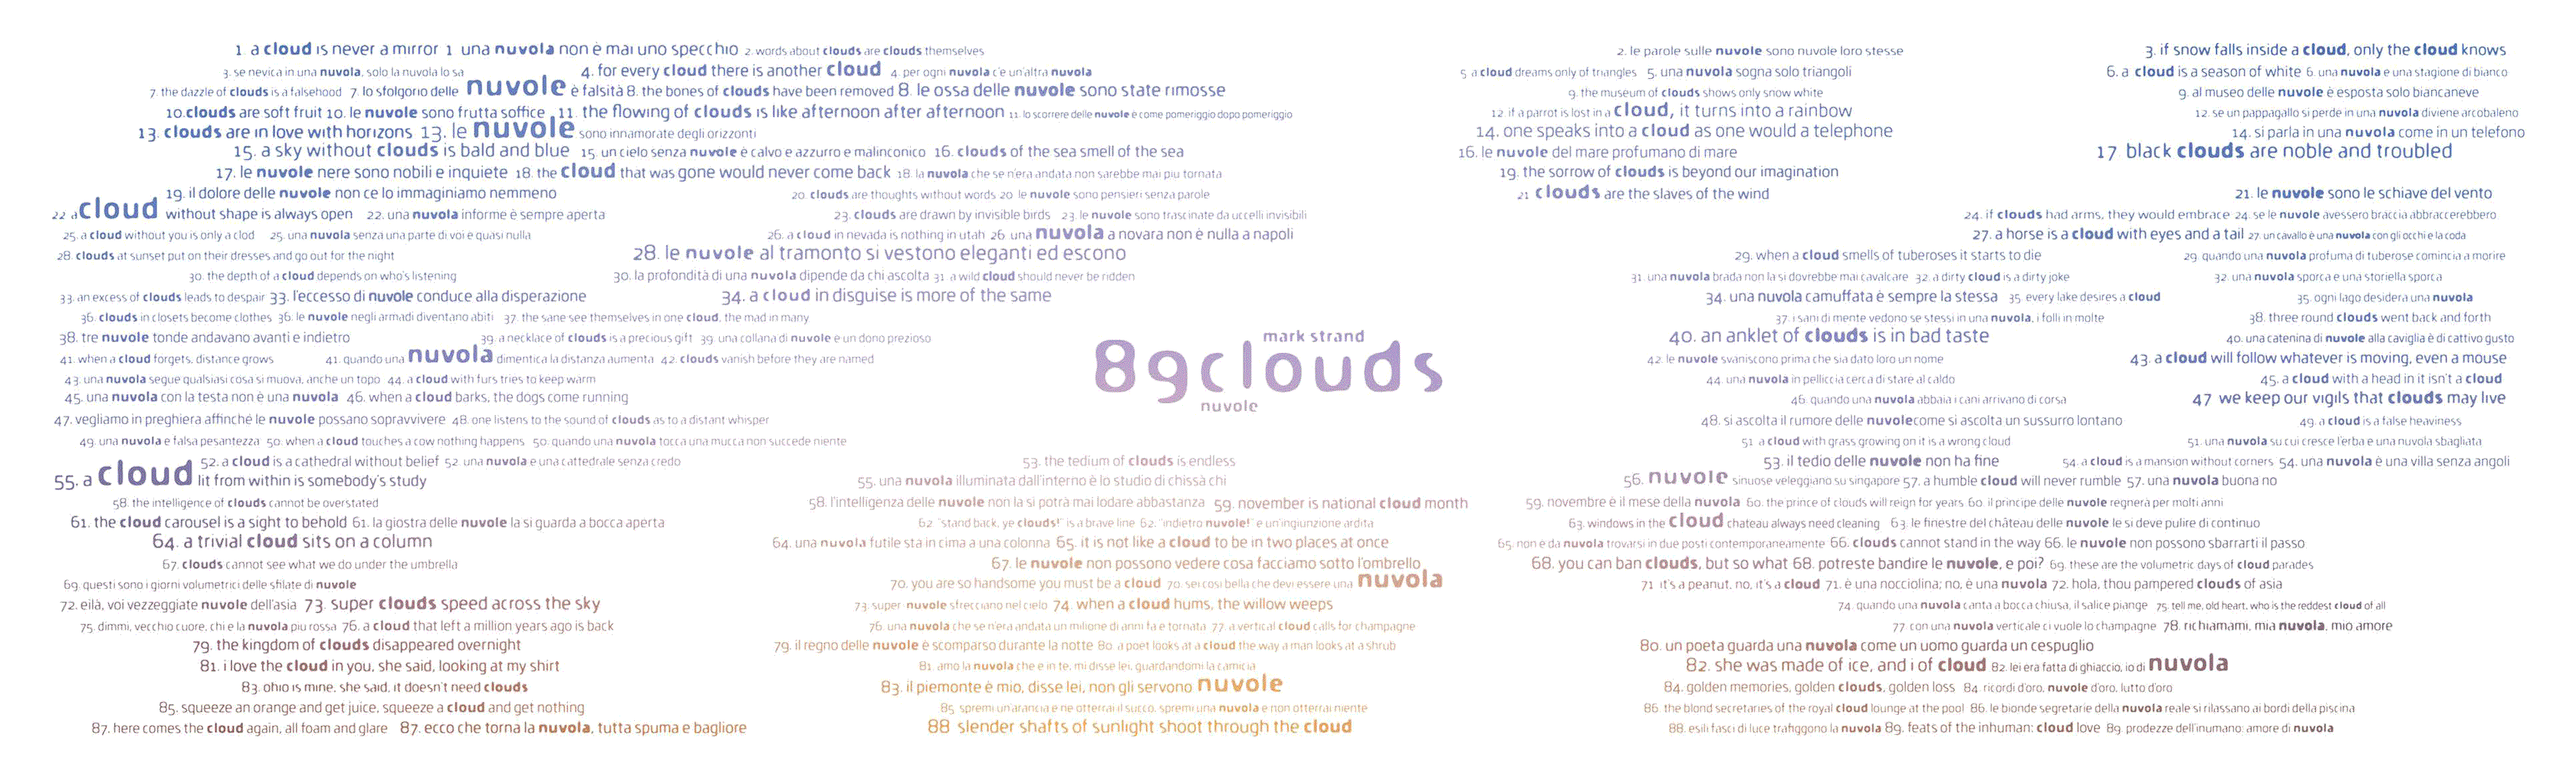 1. a cloud is never a mirror 1 una nuvola non è mai uno specchio 2. words about clouds are clouds themselves 2. le parole sulle nuvole sono nuvole loro stesse 3. if snow falls inside a cloud, only the cloud knows
3. se nevica in una nuvola, solo la nuvola lo sa 4. for every cloud there is another cloud 4. per ogni nuvola c'è un'altra nuvola 5 a cloud dreams only of triangles 5. una nuvola sogna solo triangoli 6. a cloud is a season of white 6. una nuvola e una stagione di bianco
7. the dazzle of clouds is a falsehood 7. lo sfolgorio delle nuvole è falsità 8. the bones of clouds have been removed 8. le ossa delle nuvole sono state rimosse 9. the museum of clouds shows only snow white 9. al museo delle nuvole è esposta solo biancaneve
10.clouds are soft fruit 10. le nuvole sono frutta soffice 11. the flowing of clouds is like afternoon after afternoon 11. lo scorrere delle nuvole è come pomeriggio dopo pomeriggio 12. if a parrot is lost in a cloud, it turns into a rainbow 12. se un pappagallo si perde in una nuvola diviene arcobaleno
13. clouds are in love with horizons 13. le nuvole sono innamorate degli orizzonti 14. one speaks into a cloud as one would a telephone 14. si parla in una nuvola come in un telefono
15. a sky without clouds is bald and blue 15. un cielo senza nuvole è calvo e azzurro e malinconico 16. clouds of the sea smell of the sea 16. le nuvole del mare profumano di mare 17. black clouds are noble and troubled
17. le nuvole nere sono nobili e inquiete 18. the cloud that was gone would never come back 18. la nuvola che se n'era andata non sarebbe mai piu tornata 19. the sorrow of clouds is beyond our imagination
19. il dolore delle nuvole non ce lo immaginiamo nemmeno 20. clouds are thoughts without words 20. le nuvole sono pensieri senza parole 21 clouds are the slaves of the wind 21. le nuvole sono le schiave del vento
22 a cloud without shape is always open 22. una nuvola informe è sempre aperta 23. clouds are drawn by invisible birds 23. le nuvole sono trascinate da uccelli invisibili 24. if clouds had arms, they would embrace 24. se le nuvole avessero braccia abbraccerebbero
25. a cloud without you is only a clod 25. una nuvola senza una parte di voi e quasi nulla 26. a cloud in nevada is nothing in utah 26. una nuvola a novara non è nulla a napoli 27. a horse is a cloud with eyes and a tail 27. un cavallo è una nuvola con gli occhi e la coda
28. clouds at sunset put on their dresses and go out for the night 28. le nuvole al tramonto si vestono eleganti ed escono 29. when a cloud smells of tuberoses it starts to die 29. quando una nuvola profuma di tuberose comincia a morire
30. the depth of a cloud depends on who's listening 30. la profondità di una nuvola dipende da chi ascolta 31. a wild cloud should never be ridden 31. una nuvola brada non la si dovrebbe mai cavalcare 32. a dirty cloud is a dirty joke 32. una nuvola sporca e una storiella sporca
33. an excess of clouds leads to despair 33. l'eccesso di nuvole conduce alla disperazione 34. a cloud in disguise is more of the same 34. una nuvola camuffata è sempre la stessa 35. every lake desires a cloud 35. ogni lago desidera una nuvola
36. clouds in closets become clothes 36. le nuvole negli armadi diventano abiti 37. the sane see themselves in one cloud, the mad in many 37. i sani di mente vedono se stessi in una nuvola, i folli in molte 38. three round clouds went back and forth
38. tre nuvole tonde andavano avanti e indietro 39. a necklace of clouds is a precious gift 39. una collana di nuvole e un dono prezioso mark strand 40. an anklet of clouds is in bad taste 40. una catenina di nuvole alla caviglia è di cattivo gusto
41. when a cloud forgets, distance grows 41. quando una nuvola dimentica la distanza aumenta 42. clouds vanish before they are named 89clouds 42. le nuvole svaniscono prima che sia dato loro un nome 43. a cloud will follow whatever is moving, even a mouse
43. una nuvola segue qualsiasi cosa si muova, anche un topo 44. a cloud with furs tries to keep warm 44. una nuvola in pelliccia cerca di stare al caldo 45. a cloud with a head in it isn't a cloud
45. una nuvola con la testa non è una nuvola 46. when a cloud barks, the dogs come running nuvole 46. quando una nuvola abbaia i cani arrivano di corsa 47 we keep our vigils that clouds may live
47. vegliamo in preghiera affinché le nuvole possano sopravvivere 48. one listens to the sound of clouds as to a distant whisper 48. si ascolta il rumore delle nuvolecome si ascolta un sussurro lontano 49. a cloud is a false heaviness
49. una nuvola e falsa pesantezza 50. when a cloud touches a cow nothing happens 50. quando una nuvola tocca una mucca non succede niente 51 a cloud with grass growing on it is a wrong cloud 51. una nuvola su cui cresce l'erba e una nuvola sbagliata
52. a cloud is a cathedral without belief 52. una nuvola e una cattedrale senza credo 53. the tedium of clouds is endless 53. il tedio delle nuvole non ha fine 54. a cloud is a mansion without corners 54. una nuvola è una villa senza angoli
55. a cloud lit from within is somebody's study 55. una nuvola illuminata dall'interno è lo studio di chissà chi 56. nuvole sinuose veleggiano su singapore 57. a humble cloud will never rumble 57. una nuvola buona no
58. the intelligence of clouds cannot be overstated 58. l'intelligenza delle nuvole non la si potrà mai lodare abbastanza 59. november is national cloud month 59. novembre è il mese della nuvola 60. the prince of clouds will reign for years 60. il principe delle nuvole regnerà per molti anni
61. the cloud carousel is a sight to behold 61. la giostra delle nuvole la si guarda a bocca aperta 62. "stand back, ye clouds!" is a brave line 62. "indietro nuvole!" e un'ingiunzione ardita 63. windows in the cloud chateau always need cleaning 63. le finestre del château delle nuvole le si deve pulire di continuo
64. a trivial cloud sits on a column 64. una nuvola futile sta in cima a una colonna 65. it is not like a cloud to be in two places at once 65. non e da nuvola trovarsi in due posti contemporaneamente 66. clouds cannot stand in the way 66. le nuvole non possono sbarrarti il passo
67. clouds cannot see what we do under the umbrella 67. le nuvole non possono vedere cosa facciamo sotto l'ombrello 68. you can ban clouds, but so what 68. potreste bandire le nuvole, e poi? 69. these are the volumetric days of cloud parades
69. questi sono i giorni volumetrici delle sfilate di nuvole 70. you are so handsome you must be a cloud 70. sei cosi bella che devi essere una nuvola 71 it's a peanut, no, it's a cloud 71. è una nocciolina; no, è una nuvola 72. hola, thou pampered clouds of asia
72. eilà, voi vezzeggiate nuvole dell'asia 73. super clouds speed across the sky 73. super nuvole sfrecciano nel cielo 74. when a cloud hums, the willow weeps 74. quando una nuvola canta a bocca chiusa, il salice piange 75. tell me, old heart, who is the reddest cloud of all
75. dimmi, vecchio cuore, chi e la nuvola piu rossa 76. a cloud that left a million years ago is back 76. una nuvola che se n'era andata un milione di anni fa e tornata 77. a vertical cloud calls for champagne 77. con una nuvola verticale ci vuole lo champagne 78. richiamami, mia nuvola, mio amore
79. the kingdom of clouds disappeared overnight 79. il regno delle nuvole è scomparso durante la notte 80. a poet looks at a cloud the way a man looks at a shrub 80. un poeta guarda una nuvola come un uomo guarda un cespuglio
81. i love the cloud in you, she said, looking at my shirt 81. amo la nuvola che e in te, mi disse lei, guardandomi la camicia 82. she was made of ice, and i of cloud 82. lei era fatta di ghiaccio, io di nuvola
83. ohio is mine, she said, it doesn't need clouds 83. il piemonte è mio, disse lei, non gli servono nuvole 84. golden memories, golden clouds, golden loss 84. ricordi d'oro, nuvole d'oro, lutto d'oro
85. squeeze an orange and get juice, squeeze a cloud and get nothing 85. spremi un'arancia e ne otterrai il succo, spremi una nuvola e non otterrai niente 86. the blond secretaries of the royal cloud lounge at the pool 86. le bionde segretarie della nuvola reale si rilassano ai bordi della piscina
87. here comes the cloud again, all foam and glare 87. ecco che torna la nuvola, tutta spuma e bagliore 88 slender shafts of sunlight shoot through the cloud 88. esili fasci di luce trafiggono la nuvola 89. feats of the inhuman: cloud love 89. prodezze dell'inumano: amore di nuvola